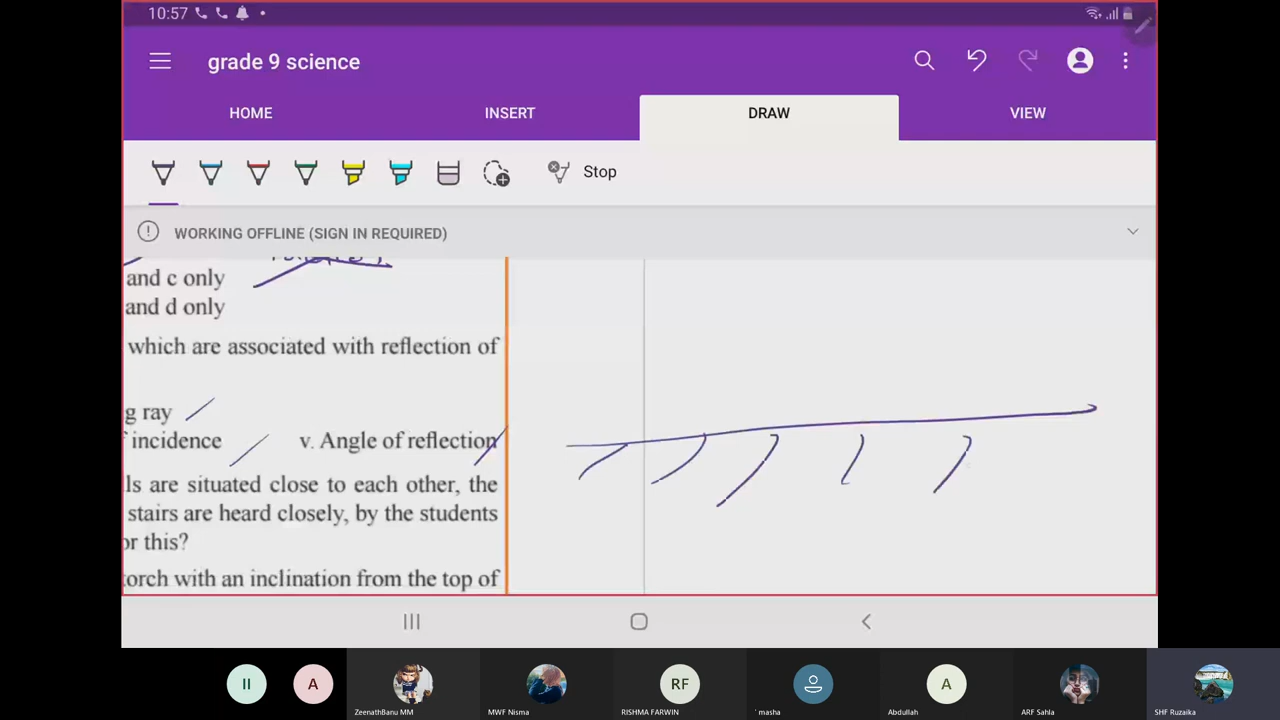 10:57
grade 9 science
HOME INSERT DRAW VIEW
Stop
WORKING OFFLINE (SIGN IN REQUIRED)
and c only
and d only
which are associated with reflection of
g ray
incidence v. Angle of reflection
ls are situated close to each other, the
stairs are heard closely, by the students
or this?
torch with an inclination from the top of
II A RF A
ZeenathBanu MM MWF Nisma RISHMA FARWIN ' masha Abdullah ARF Sahla SHF Ruzaika